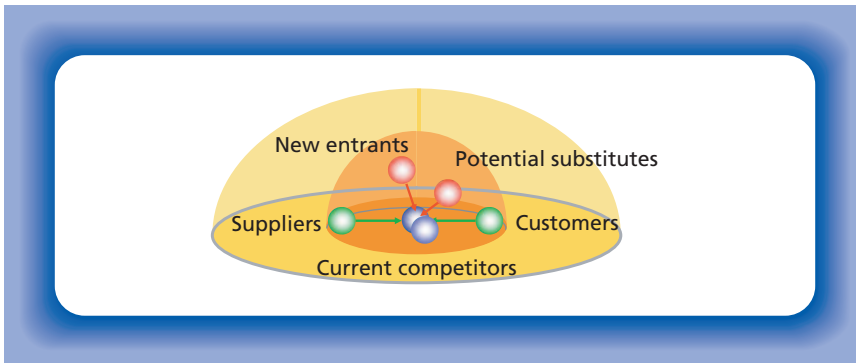 New entrants
Potential substitutes
Suppliers
Customers
Current competitors